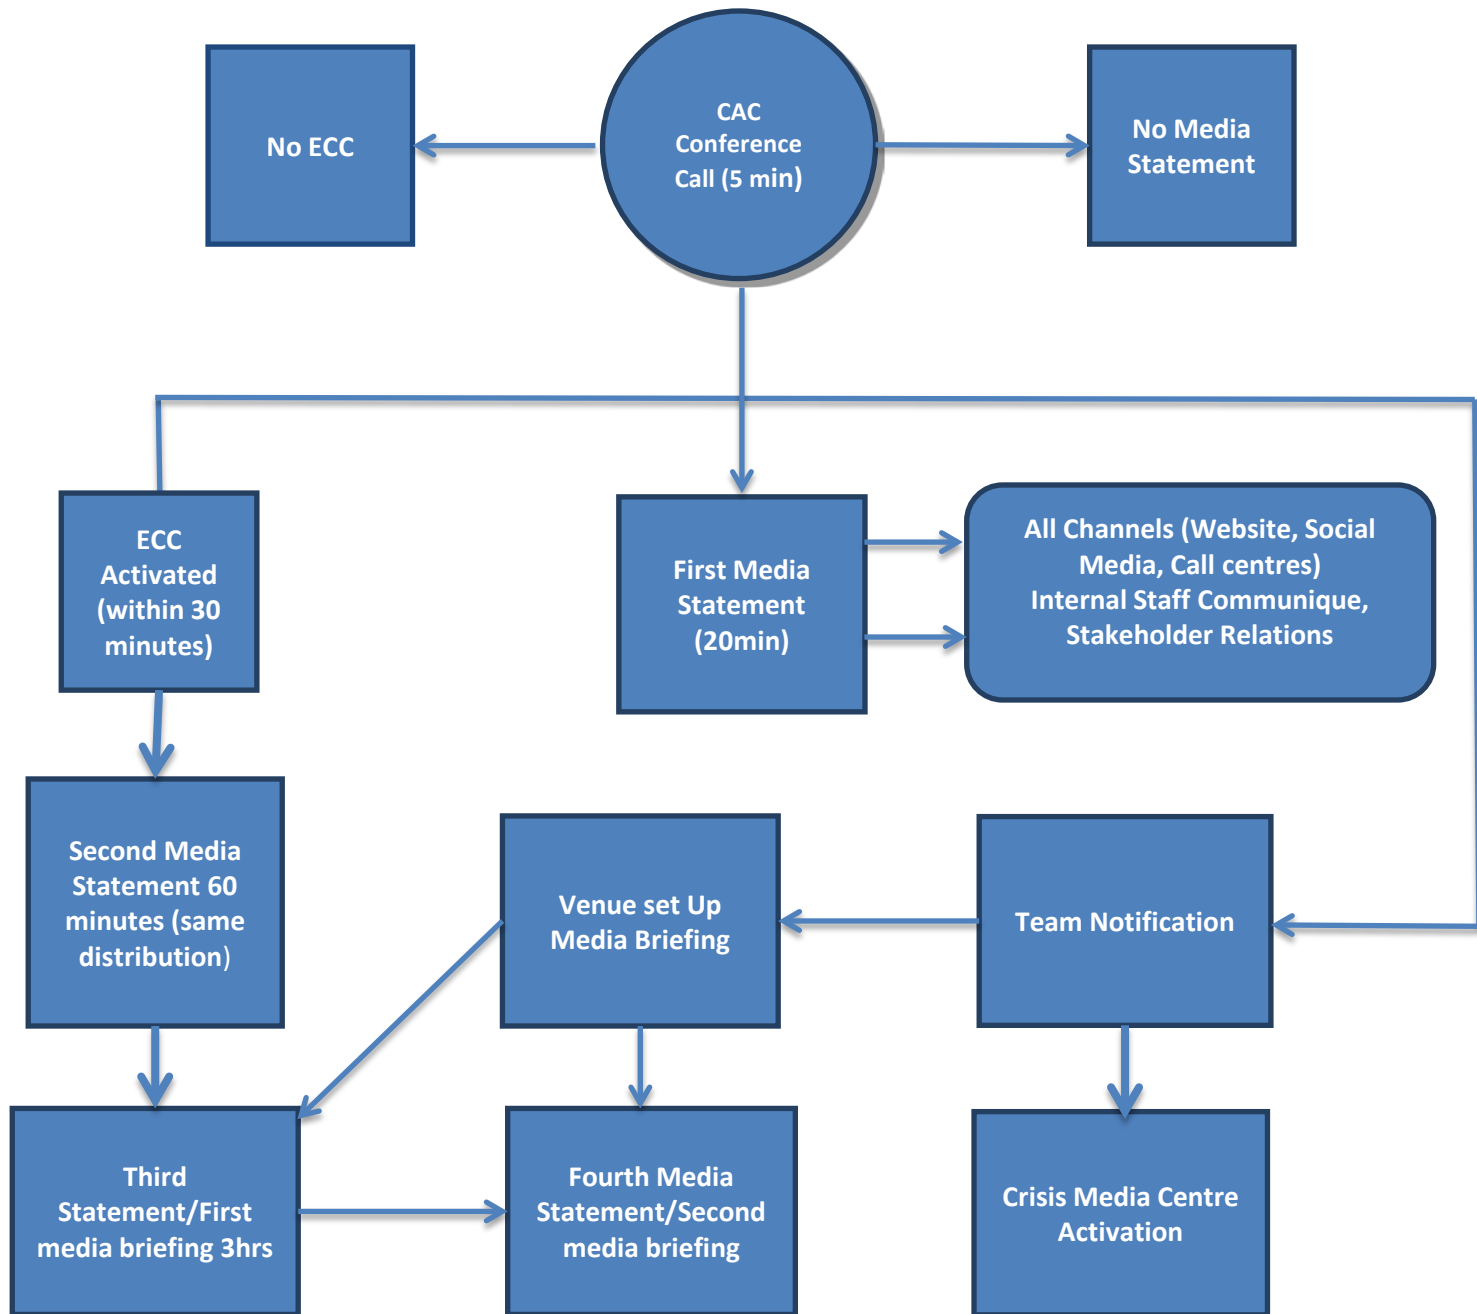 No ECC
CAC
Conference
Call (5 min)
No Media
Statement
ECC
Activated
(within 30
minutes)
First Media
Statement
(20min)
All Channels (Website, Social
Media, Call centres)
Internal Staff Communique,
Stakeholder Relations
Second Media
Statement 60
minutes (same
distribution)
Venue set Up
Media Briefing
Team Notification
Third
Statement/First
media briefing 3hrs
Fourth Media
Statement/Second
media briefing
Crisis Media Centre
Activation